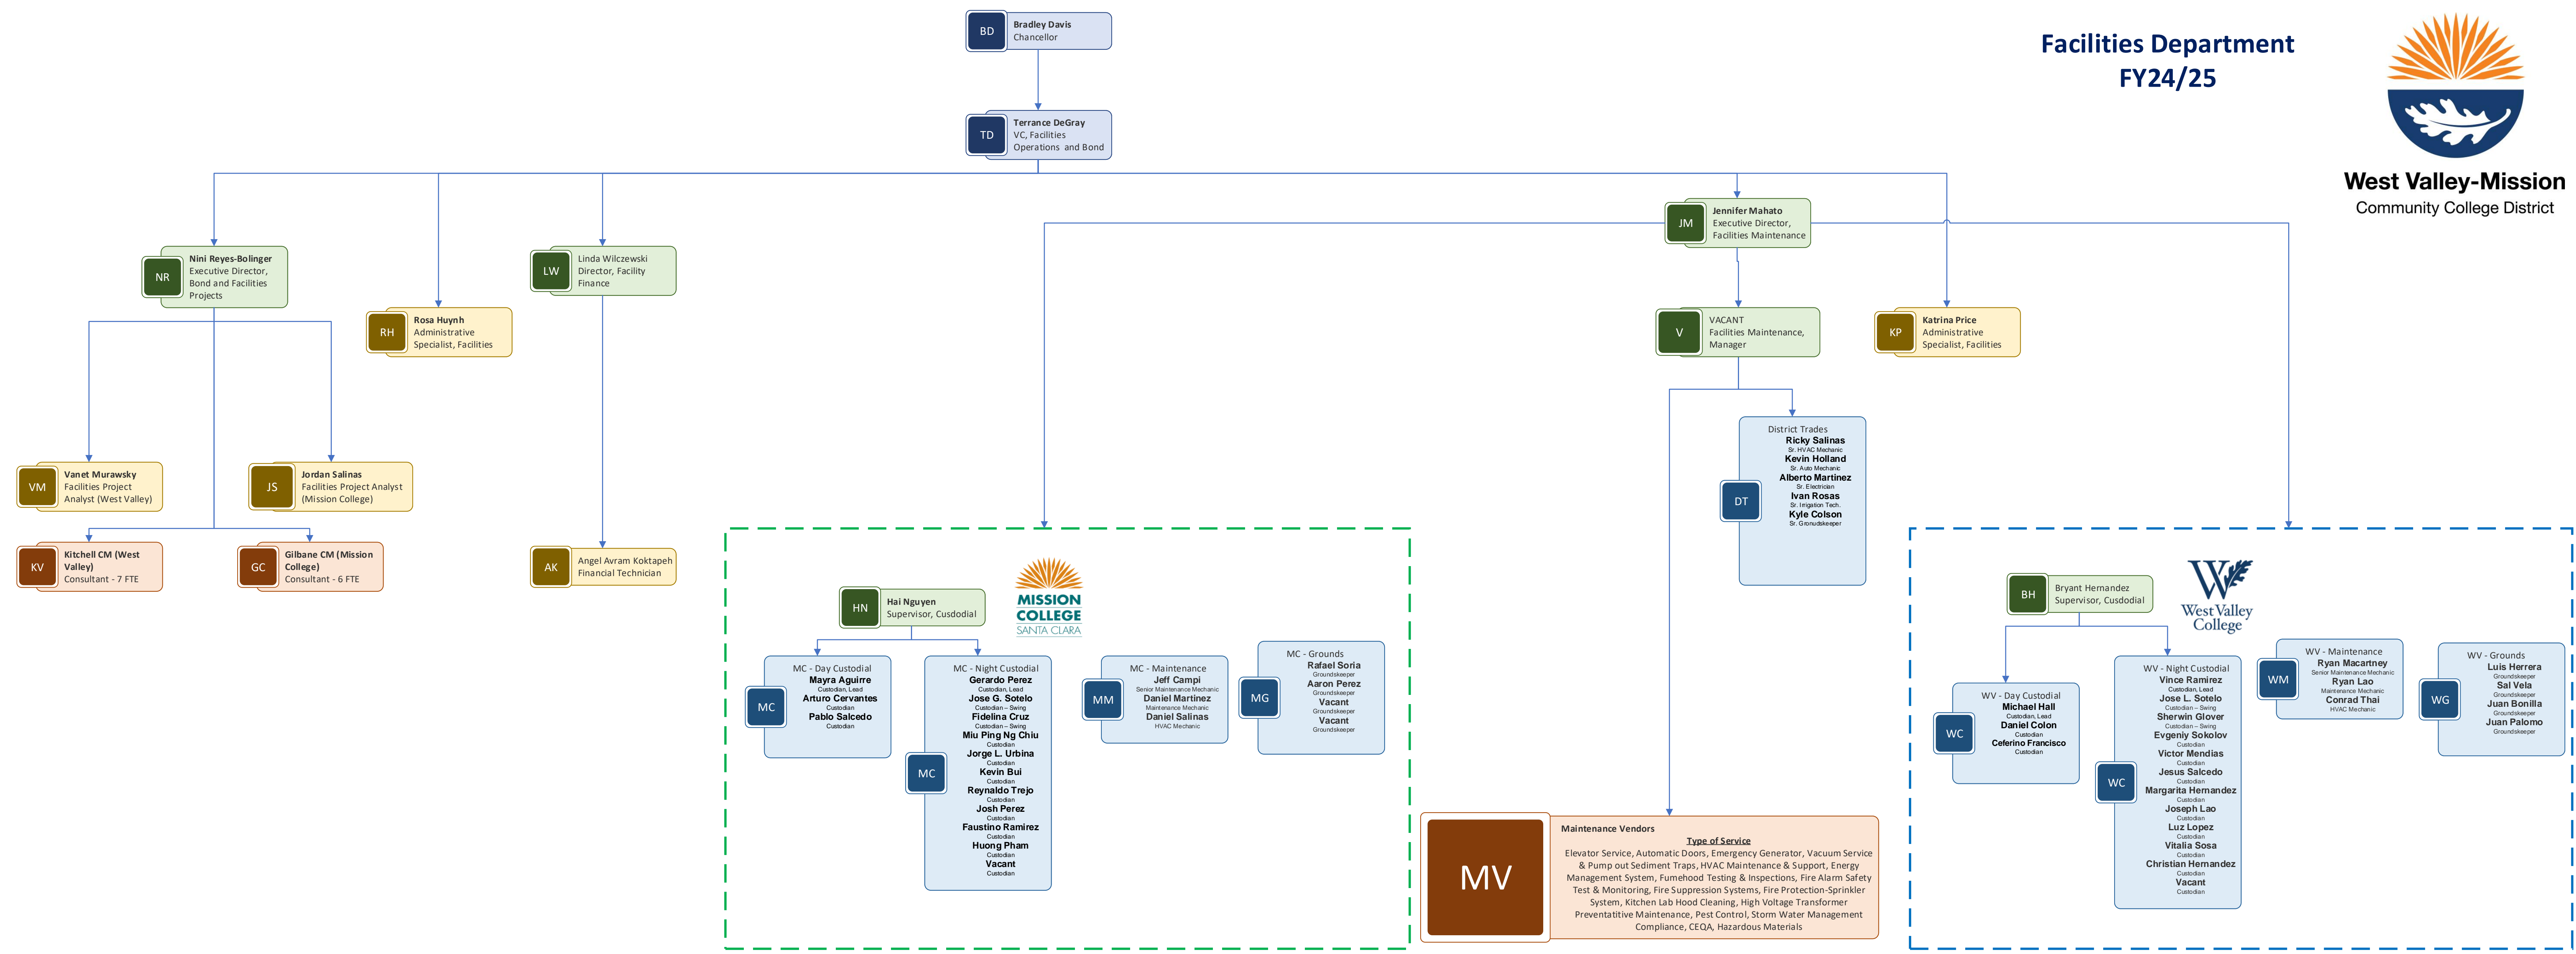 Facilities Department
FY24/25
West Valley-Mission
Community College District
BD
Bradley Davis
Chancellor
TD
Terrance DeGray
VC, Facilities
Operations and Bond
NR
Nini Reyes-Bolinger
Executive Director,
Bond and Facilities
Projects
RH
Rosa Huynh
Administrative
Specialist, Facilities
LW
Linda Wilczewski
Director, Facility
Finance
JM
Jennifer Mahato
Executive Director,
Facilities Maintenance
V
VACANT
Facilities Maintenance,
Manager
KP
Katrina Price
Administrative
Specialist, Facilities
VM
Vanet Murawsky
Facilities Project
Analyst (West Valley)
JS
Jordan Salinas
Facilities Project Analyst
(Mission College)
KV
Kitchell CM (West
Valley)
Consultant - 7 FTE
GC
Gilbane CM (Mission
College)
Consultant - 6 FTE
AK
Angel Avram Koktapeh
Financial Technician
DT
District Trades
Ricky Salinas
Sr. HVAC Mechanic
Kevin Holland
Sr. Auto Mechanic
Alberto Martinez
Sr. Electrician
Ivan Rosas
Sr. Irrigation Tech.
Kyle Colson
Sr. Gronudskeeper
HN
Hai Nguyen
Supervisor, Cusdodial
MISSION
COLLEGE
SANTA CLARA
MC
MC - Day Custodial
Mayra Aguirre
Custodian, Lead
Arturo Cervantes
Custodian
Pablo Salcedo
Custodian
MC
MC - Night Custodial
Gerardo Perez
Custodian, Lead
Jose G. Sotelo
Custodian – Swing
Fidelina Cruz
Custodian – Swing
Miu Ping Ng Chiu
Custodian
Jorge L. Urbina
Custodian
Kevin Bui
Custodian
Reynaldo Trejo
Custodian
Josh Perez
Custodian
Faustino Ramirez
Custodian
Huong Pham
Custodian
Vacant
Custodian
MM
MC - Maintenance
Jeff Campi
Senior Maintenance Mechanic
Daniel Martinez
Maintenance Mechanic
Daniel Salinas
HVAC Mechanic
MG
MC - Grounds
Rafael Soria
Groundskeeper
Aaron Perez
Groundskeeper
Vacant
Groundskeeper
Vacant
Groundskeeper
MV
Maintenance Vendors
Type of Service
Elevator Service, Automatic Doors, Emergency Generator, Vacuum Service
& Pump out Sediment Traps, HVAC Maintenance & Support, Energy
Management System, Fumehood Testing & Inspections, Fire Alarm Safety
Test & Monitoring, Fire Suppression Systems, Fire Protection-Sprinkler
System, Kitchen Lab Hood Cleaning, High Voltage Transformer
Preventatitive Maintenance, Pest Control, Storm Water Management
Compliance, CEQA, Hazardous Materials
BH
Bryant Hernandez
Supervisor, Cusdodial
West Valley
College
WC
WV - Day Custodial
Michael Hall
Custodian, Lead
Daniel Colon
Custodian
Ceferino Francisco
Custodian
WC
WV - Night Custodial
Vince Ramirez
Custodian, Lead
Jose L. Sotelo
Custodian – Swing
Sherwin Glover
Custodian – Swing
Evgeniy Sokolov
Custodian
Victor Mendias
Custodian
Jesus Salcedo
Custodian
Margarita Hernandez
Custodian
Joseph Lao
Custodian
Luz Lopez
Custodian
Vitalia Sosa
Custodian
Christian Hernandez
Custodian
Vacant
Custodian
WM
WV - Maintenance
Ryan Macartney
Senior Maintenance Mechanic
Ryan Lao
Maintenance Mechanic
Conrad Thai
HVAC Mechanic
WG
WV - Grounds
Luis Herrera
Groundskeeper
Sal Vela
Groundskeeper
Juan Bonilla
Groundskeeper
Juan Palomo
Groundskeeper